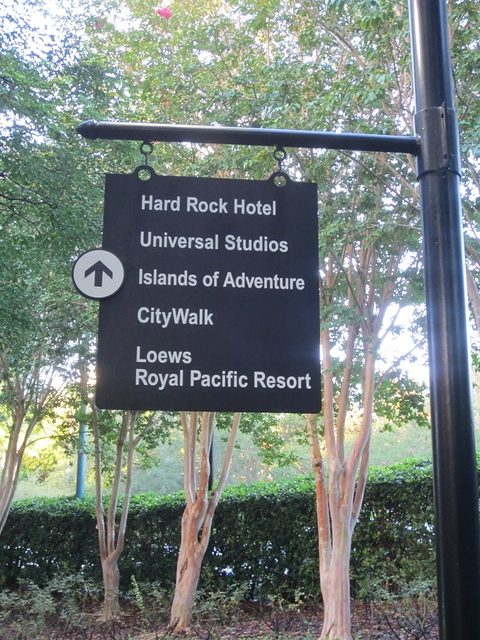 Hard Rock Hotel
Universal Studios
Islands of Adventure
CityWalk
Loews
Royal Pacific Resort